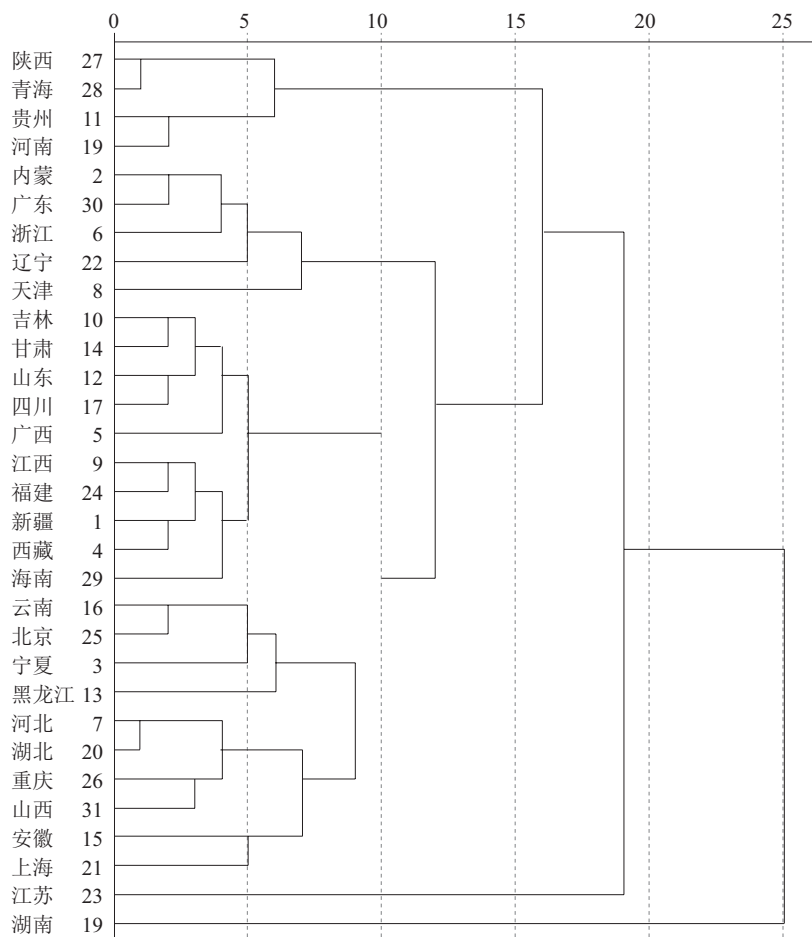 0 5 10 15 20 25
陕西 27
青海 28
贵州 11
河南 19
内蒙 2
广东 30
浙江 6
辽宁 22
天津 8
吉林 10
甘肃 14
山东 12
四川 17
广西 5
江西 9
福建 24
新疆 1
西藏 4
海南 29
云南 16
北京 25
宁夏 3
黑龙江 13
河北 7
湖北 20
重庆 26
山西 31
安徽 15
上海 21
江苏 23
湖南 19